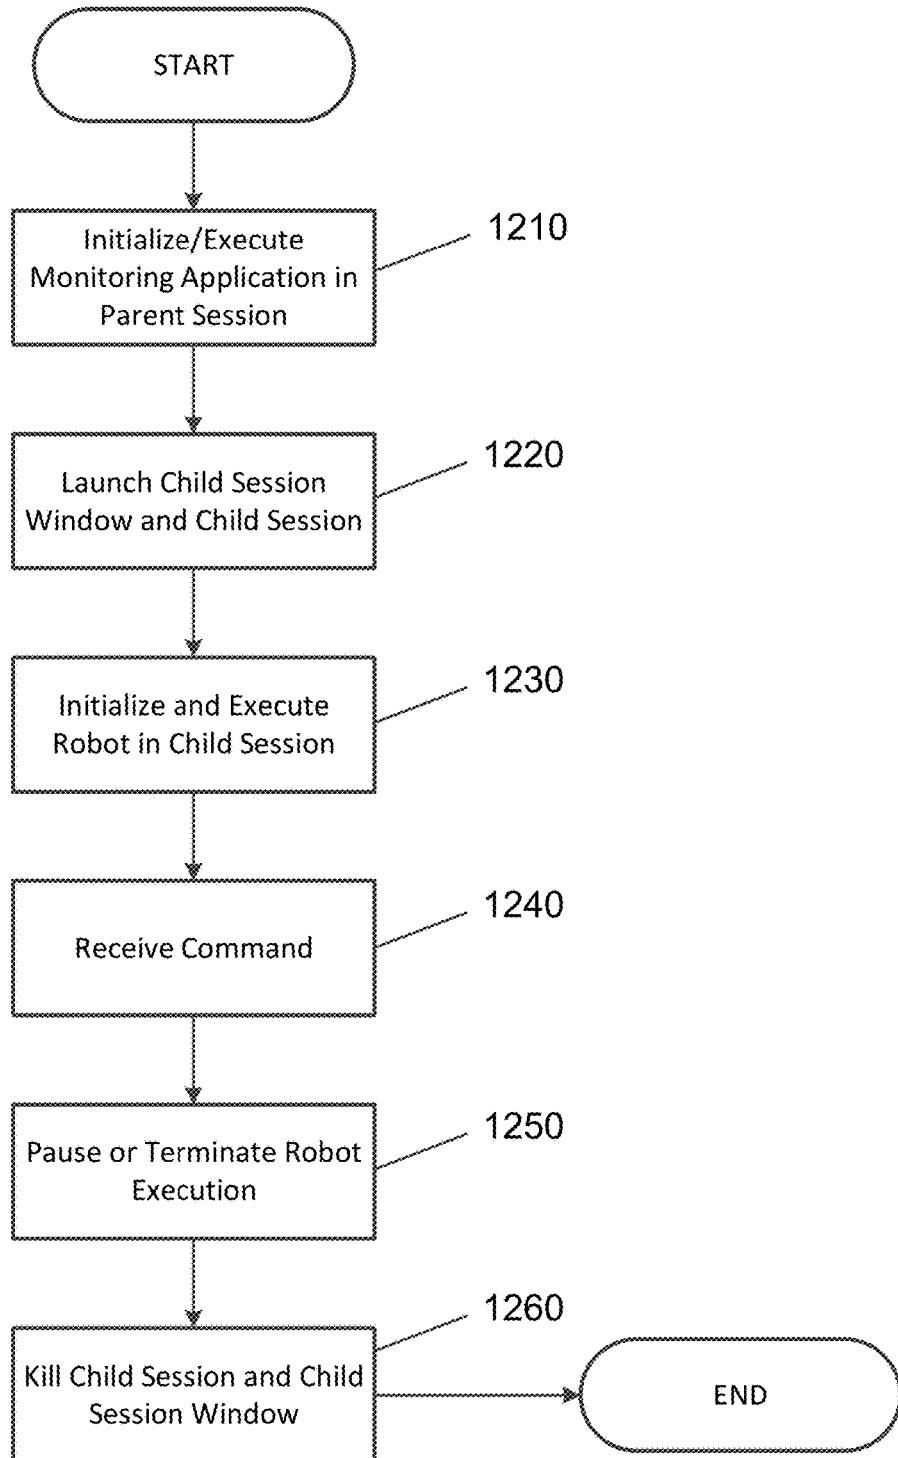 START
1210
Initialize/Execute
Monitoring Application in
Parent Session
1220
Launch Child Session
Window and Child Session
1230
Initialize and Execute
Robot in Child Session
1240
Receive Command
1250
Pause or Terminate Robot
Execution
1260
Kill Child Session and Child
Session Window
END